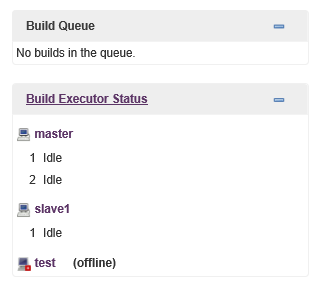 Build Queue
No builds in the queue.
Build Executor Status
master
1 Idle
2 Idle
slave1
1 Idle
test (offline)